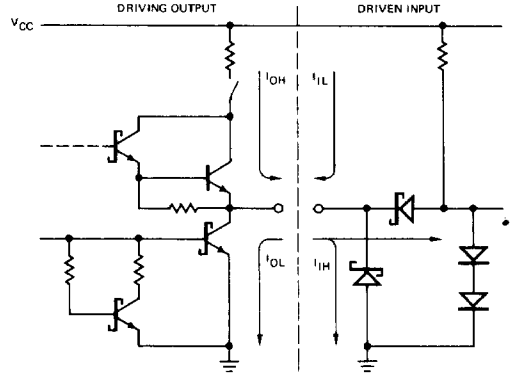 DRIVING OUTPUT
DRIVEN INPUT
VCC
IOH
IIL
IOL
IIH